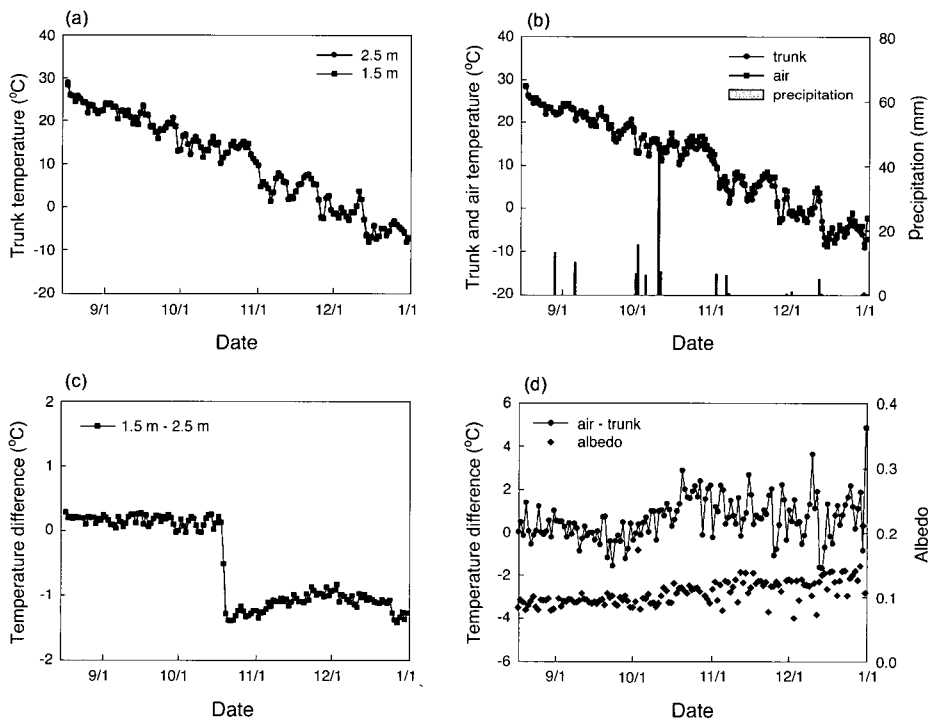 (a)
40
30
20
10
0
-10
-20
Trunk temperature (°C)
2.5 m
1.5 m
9/1 10/1 11/1 12/1 1/1
Date
(b)
40
30
20
10
0
-10
-20
Trunk and air temperature (°C)
trunk
air
precipitation
80
60
40
20
0
precipitation (mm)
9/1 10/1 11/1 12/1 1/1
Date
(c)
2
1
0
-1
-2
Temperature difference (°C)
1.5 m - 2.5 m
9/1 10/1 11/1 12/1 1/1
Date
(d)
6
4
2
0
-2
-4
-6
Temperature difference (°C)
air - trunk
albedo
0.4
0.3
0.2
0.1
0.0
Albedo
9/1 10/1 11/1 12/1 1/1
Date